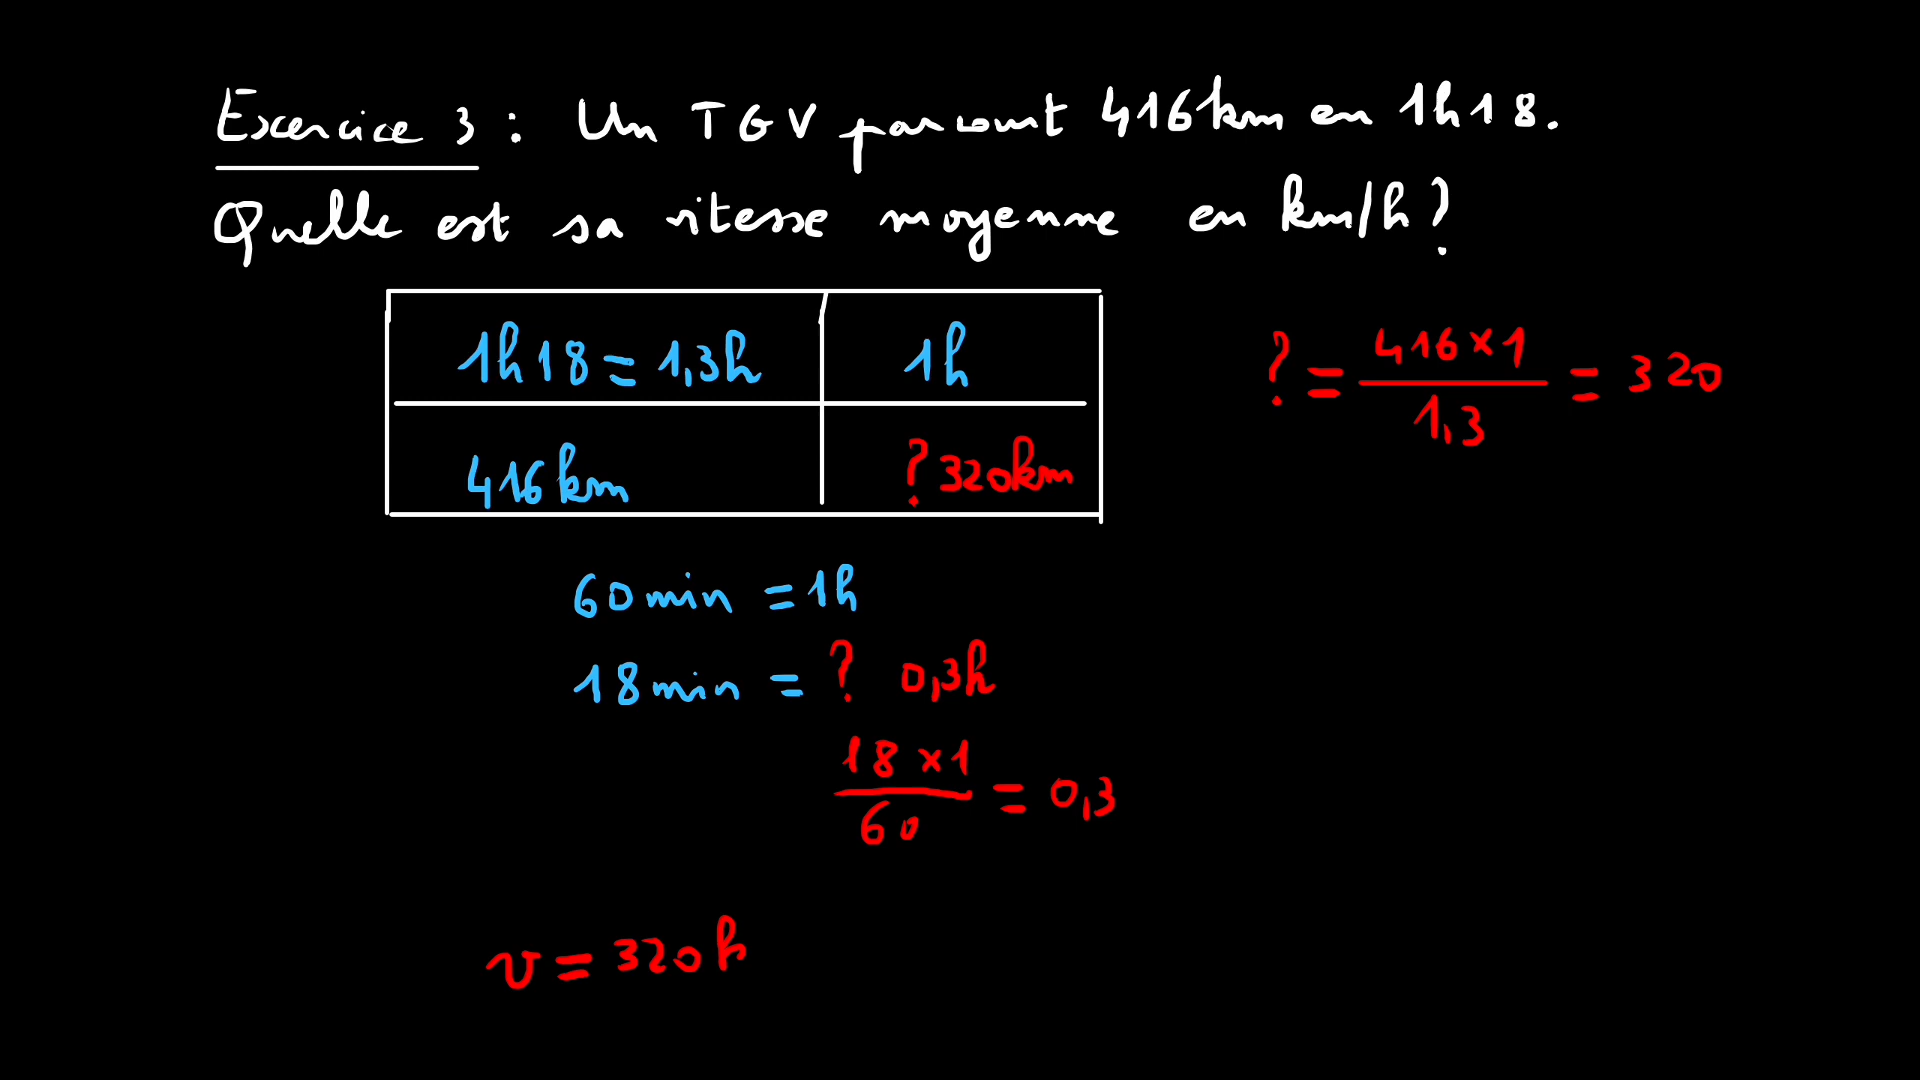 Exercice 3 : Un TGV parcourt 416km en 1h18.
Quelle est sa vitesse moyenne en km/h ?
1h18 = 1,3h 1h
416km ? 320km
? = 416 × 1 / 1,3 = 320
60 min = 1h
18 min = ? 0,3h
18 × 1 / 60 = 0,3
v = 320 h